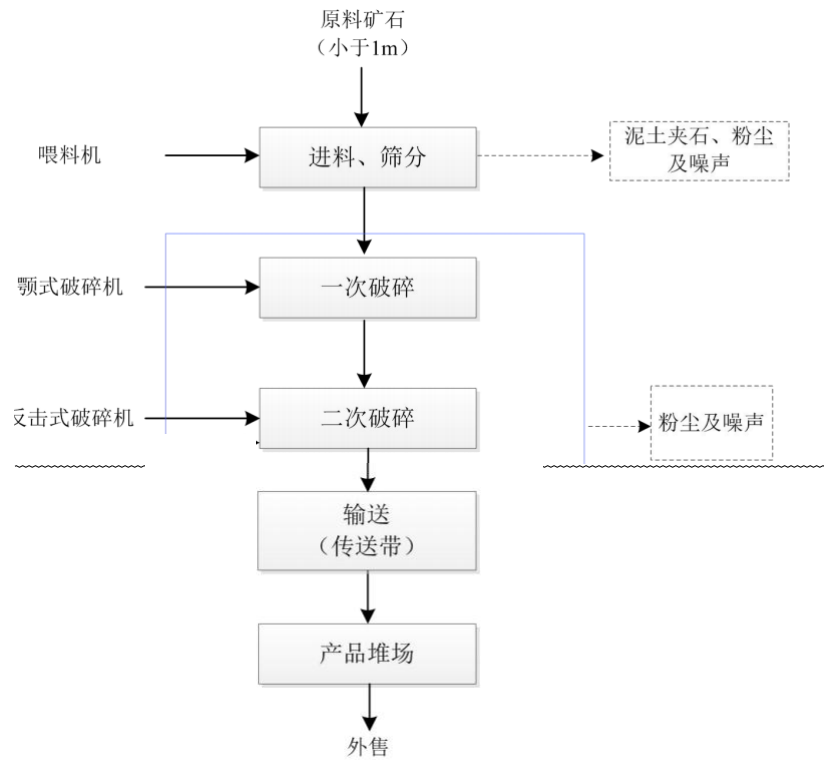 原料矿石
（小于1m）
喂料机
进料、筛分
泥土夹石、粉尘
及噪声
颚式破碎机
一次破碎
反击式破碎机
二次破碎
粉尘及噪声
输送
（传送带）
产品堆场
外售